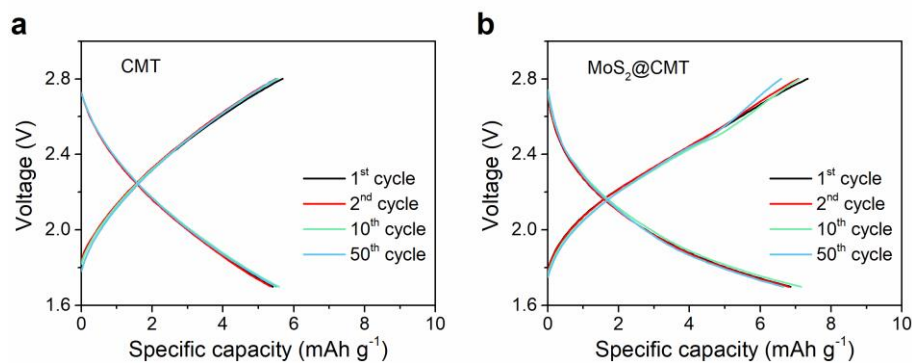 a
CMT
Voltage (V)
2.8
2.4
2.0
1.6
1st cycle
2nd cycle
10th cycle
50th cycle
0 2 4 6 8 10
Specific capacity (mAh g-1)
b
MoS2@CMT
Voltage (V)
2.8
2.4
2.0
1.6
1st cycle
2nd cycle
10th cycle
50th cycle
0 2 4 6 8 10
Specific capacity (mAh g-1)